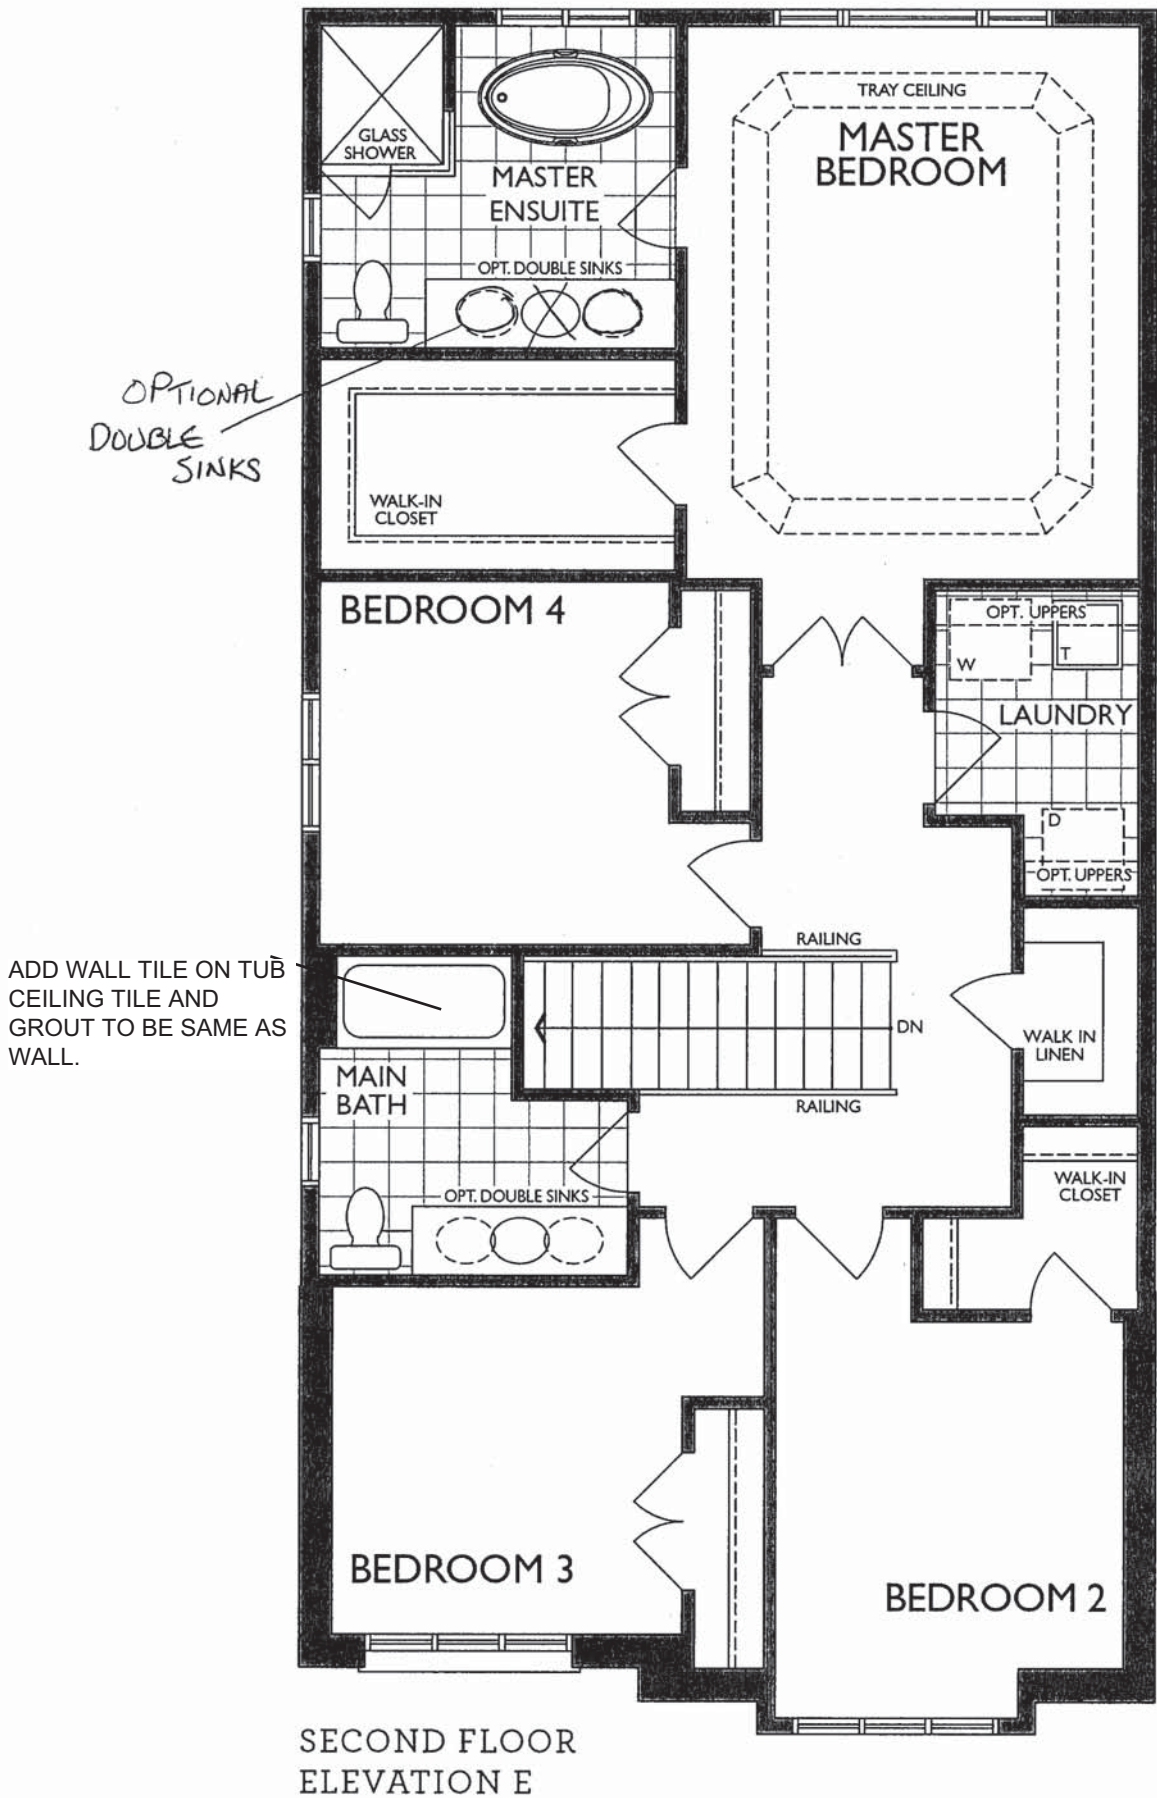 TRAY CEILING
MASTER
BEDROOM
GLASS
SHOWER
MASTER
ENSUITE
OPT. DOUBLE SINKS
OPTIONAL
DOUBLE
SINKS
WALK-IN
CLOSET
BEDROOM 4
OPT. UPPERS
W
T
LAUNDRY
D
OPT. UPPERS
RAILING
ADD WALL TILE ON TUB
CEILING TILE AND
GROUT TO BE SAME AS
WALL.
DN
WALK IN
LINEN
MAIN
BATH
RAILING
OPT. DOUBLE SINKS
WALK-IN
CLOSET
BEDROOM 3
BEDROOM 2
SECOND FLOOR
ELEVATION E